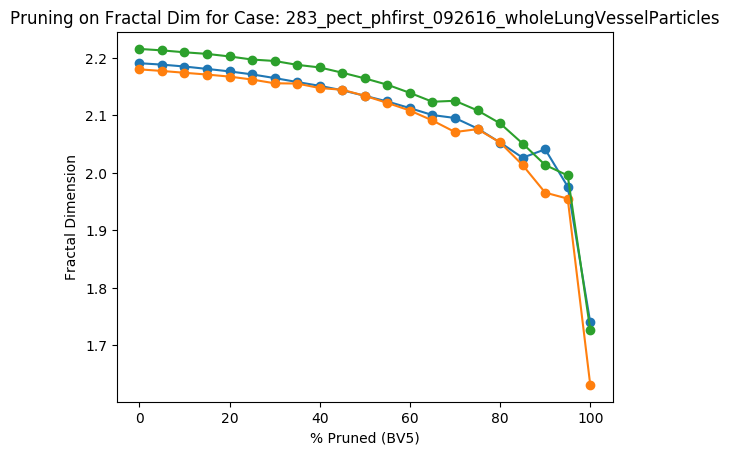 Pruning on Fractal Dim for Case: 283_pect_phfirst_092616_wholeLungVesselParticles
Fractal Dimension
2.2
2.1
2.0
1.9
1.8
1.7
0 20 40 60 80 100
% Pruned (BV5)